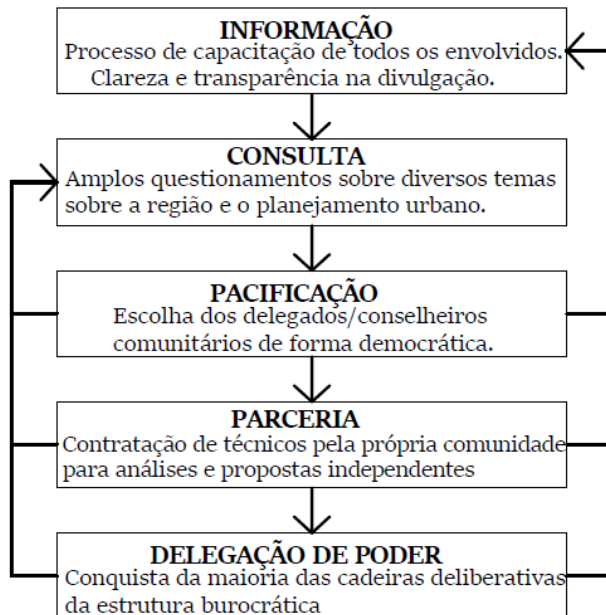 INFORMAÇÃO
Processo de capacitação de todos os envolvidos.
Clareza e transparência na divulgação.
CONSULTA
Amplos questionamentos sobre diversos temas
sobre a região e o planejamento urbano.
PACIFICAÇÃO
Escolha dos delegados/conselheiros
comunitários de forma democrática.
PARCERIA
Contratação de técnicos pela própria comunidade
para análises e propostas independentes
DELEGAÇÃO DE PODER
Conquista da maioria das cadeiras deliberativas
da estrutura burocrática